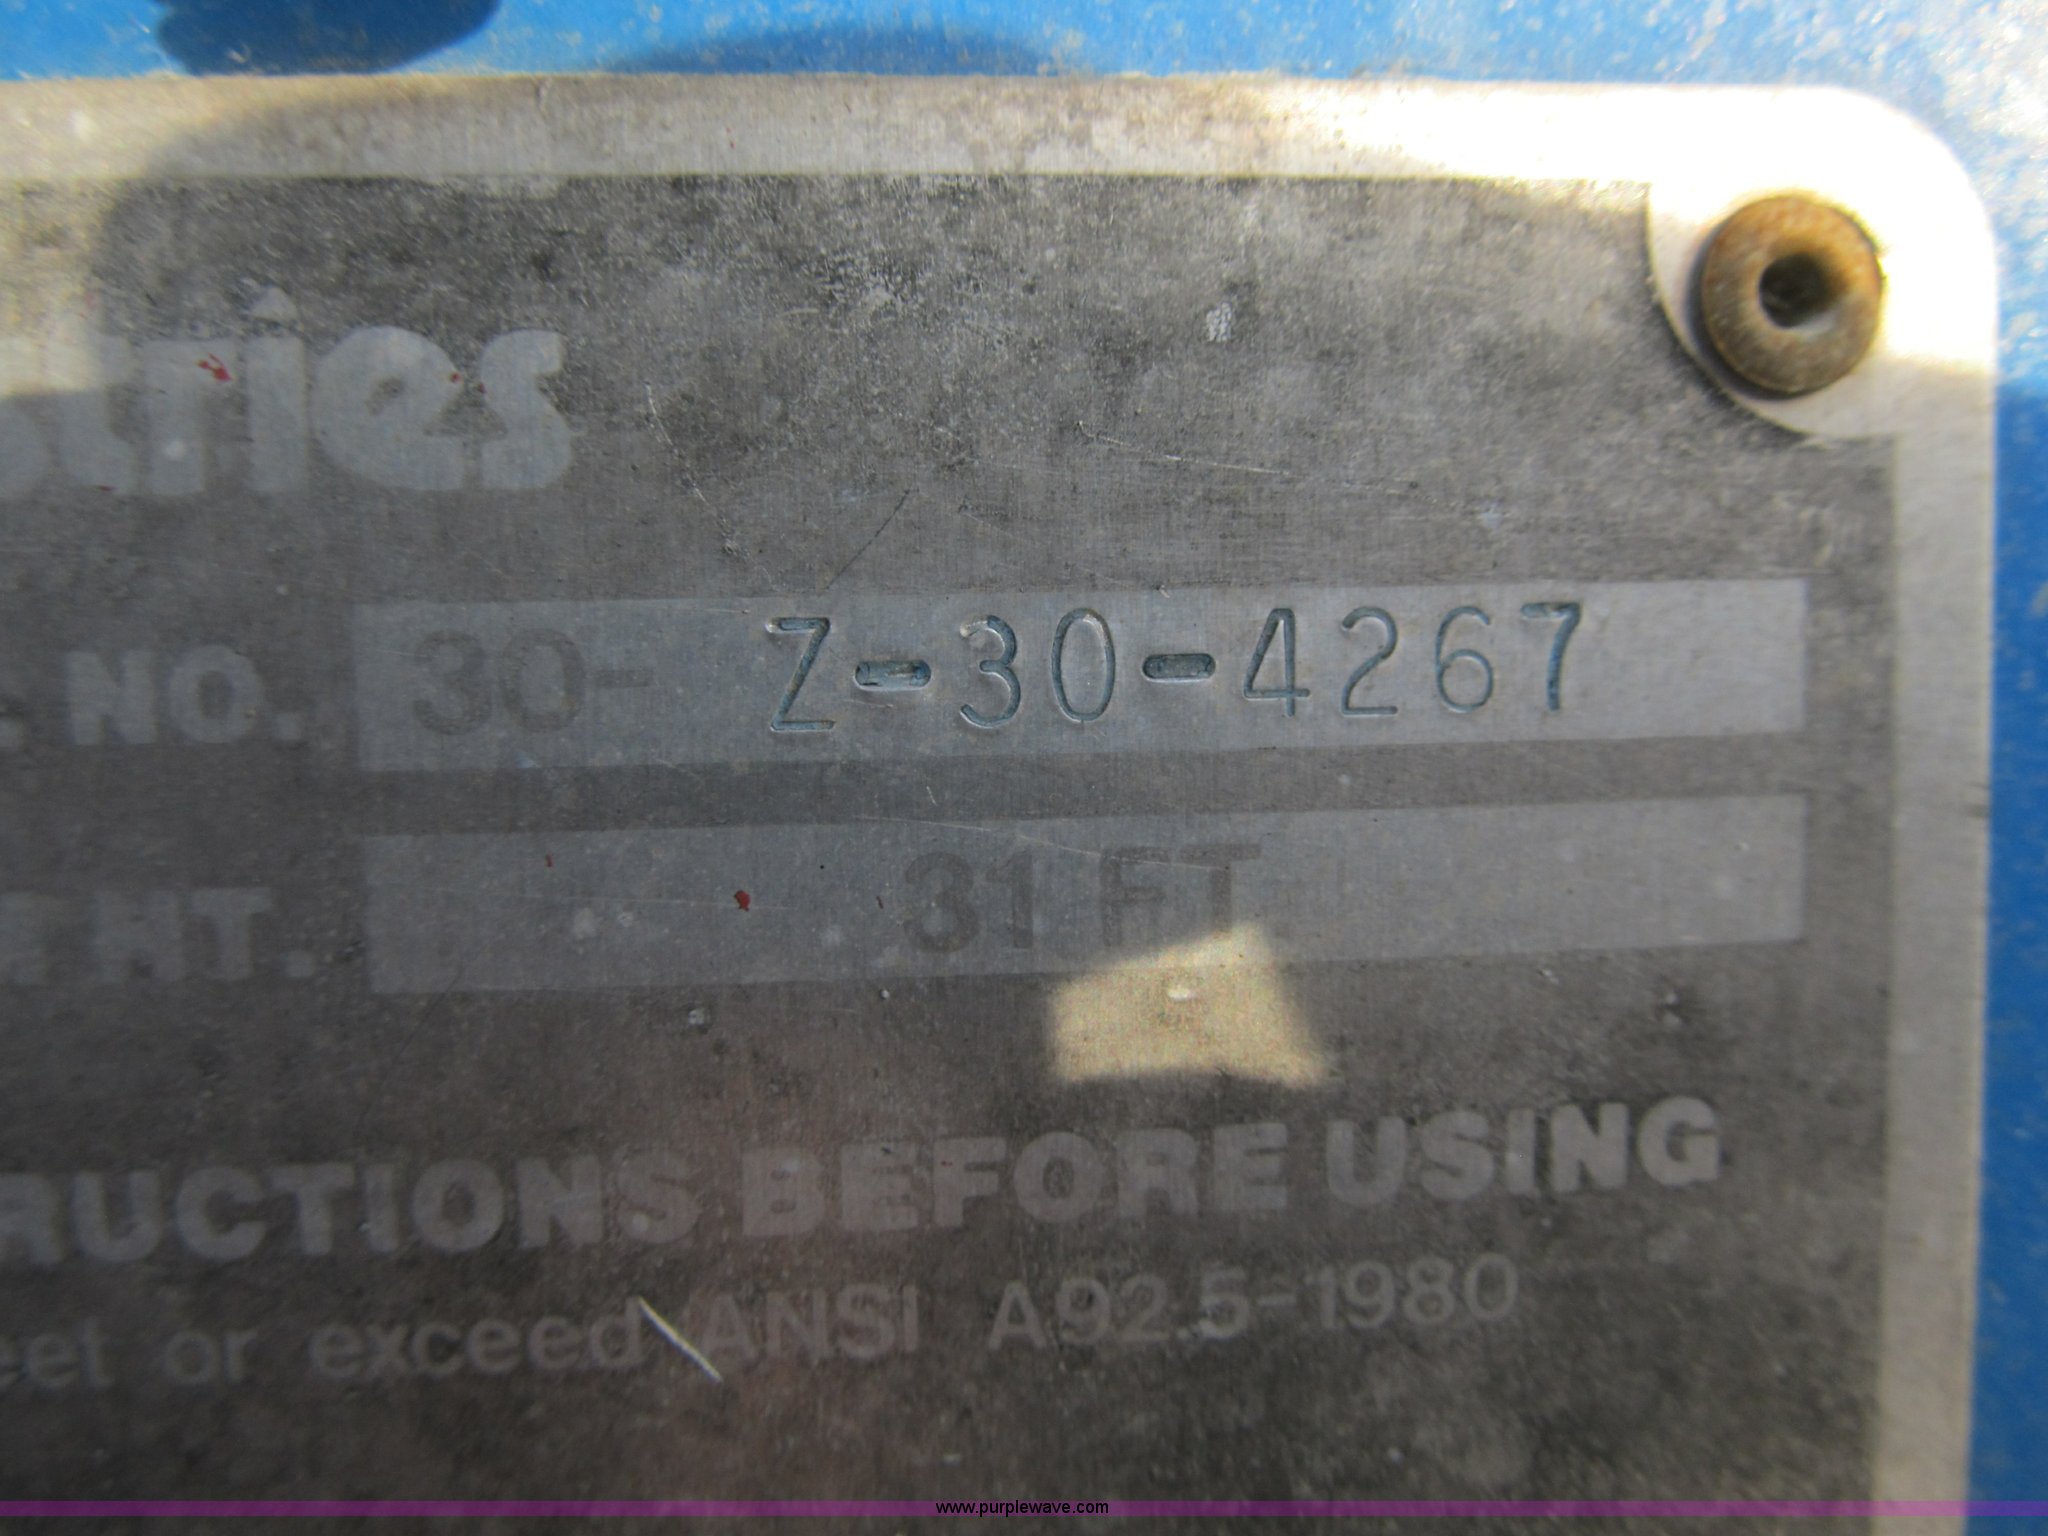 stries
. NO. 30- Z-30-4267
HT. 31 FT
RUCTIONS BEFORE USING
eet or exceed ANSI A92.5-1980
www.purplewave.com